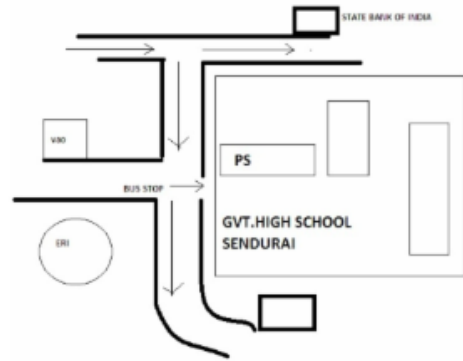 STATE BANK OF INDIA
VAO
PS
BUS STOP
GVT.HIGH SCHOOL
SENDURAI
ERI